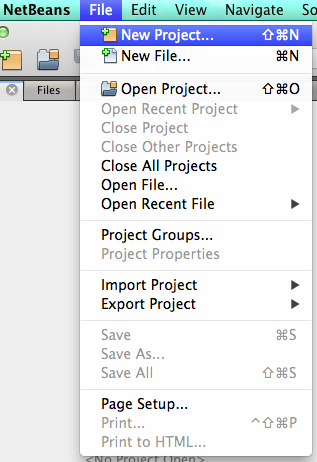 NetBeans File Edit View Navigate So
New Project... ⇧⌘N
New File... ⌘N
Files
Open Project... ⇧⌘O
Open Recent Project ▶
Close Project
Close Other Projects
Close All Projects
Open File...
Open Recent File ▶
Project Groups...
Project Properties
Import Project ▶
Export Project ▶
Save ⌘S
Save As...
Save All ⇧⌘S
Page Setup...
Print... ^⇧⌘P
Print to HTML...
<No Project Open>